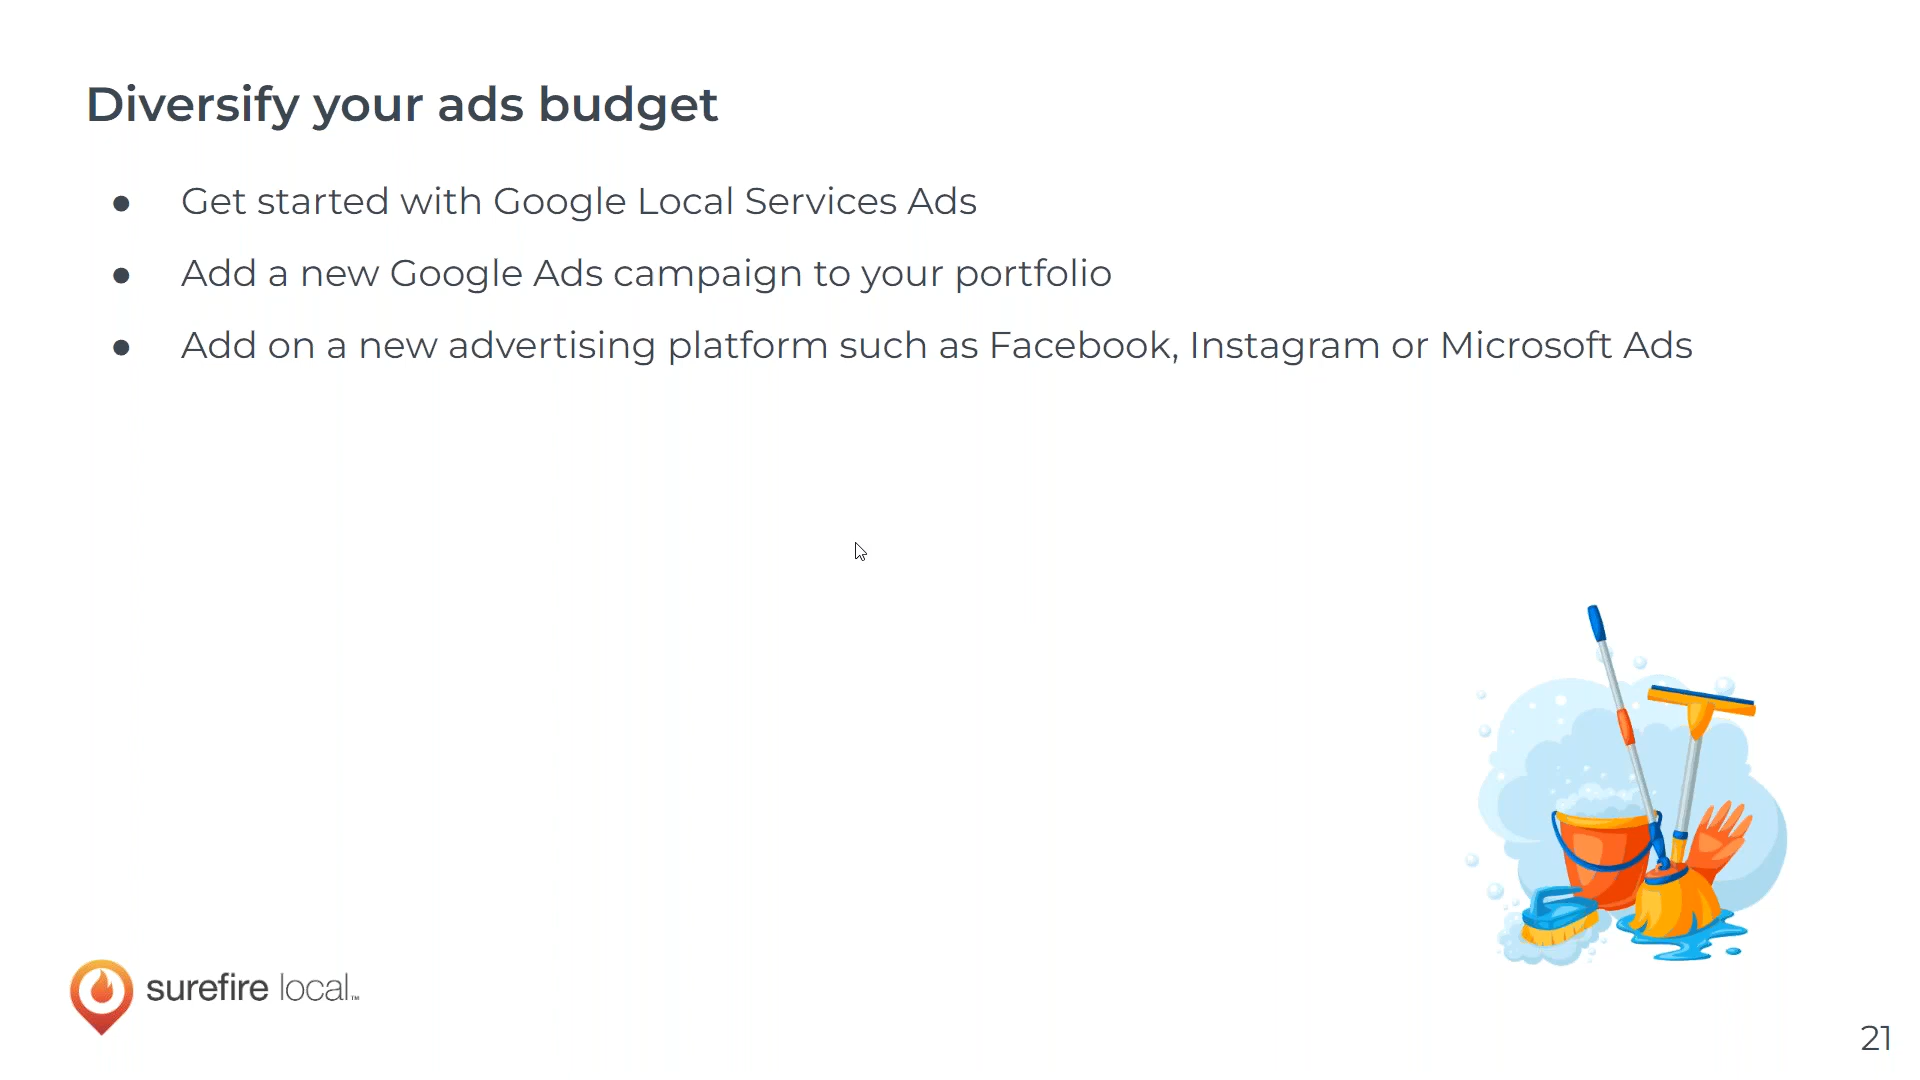 Diversify your ads budget
● Get started with Google Local Services Ads
● Add a new Google Ads campaign to your portfolio
● Add on a new advertising platform such as Facebook, Instagram or Microsoft Ads
surefire local™
21